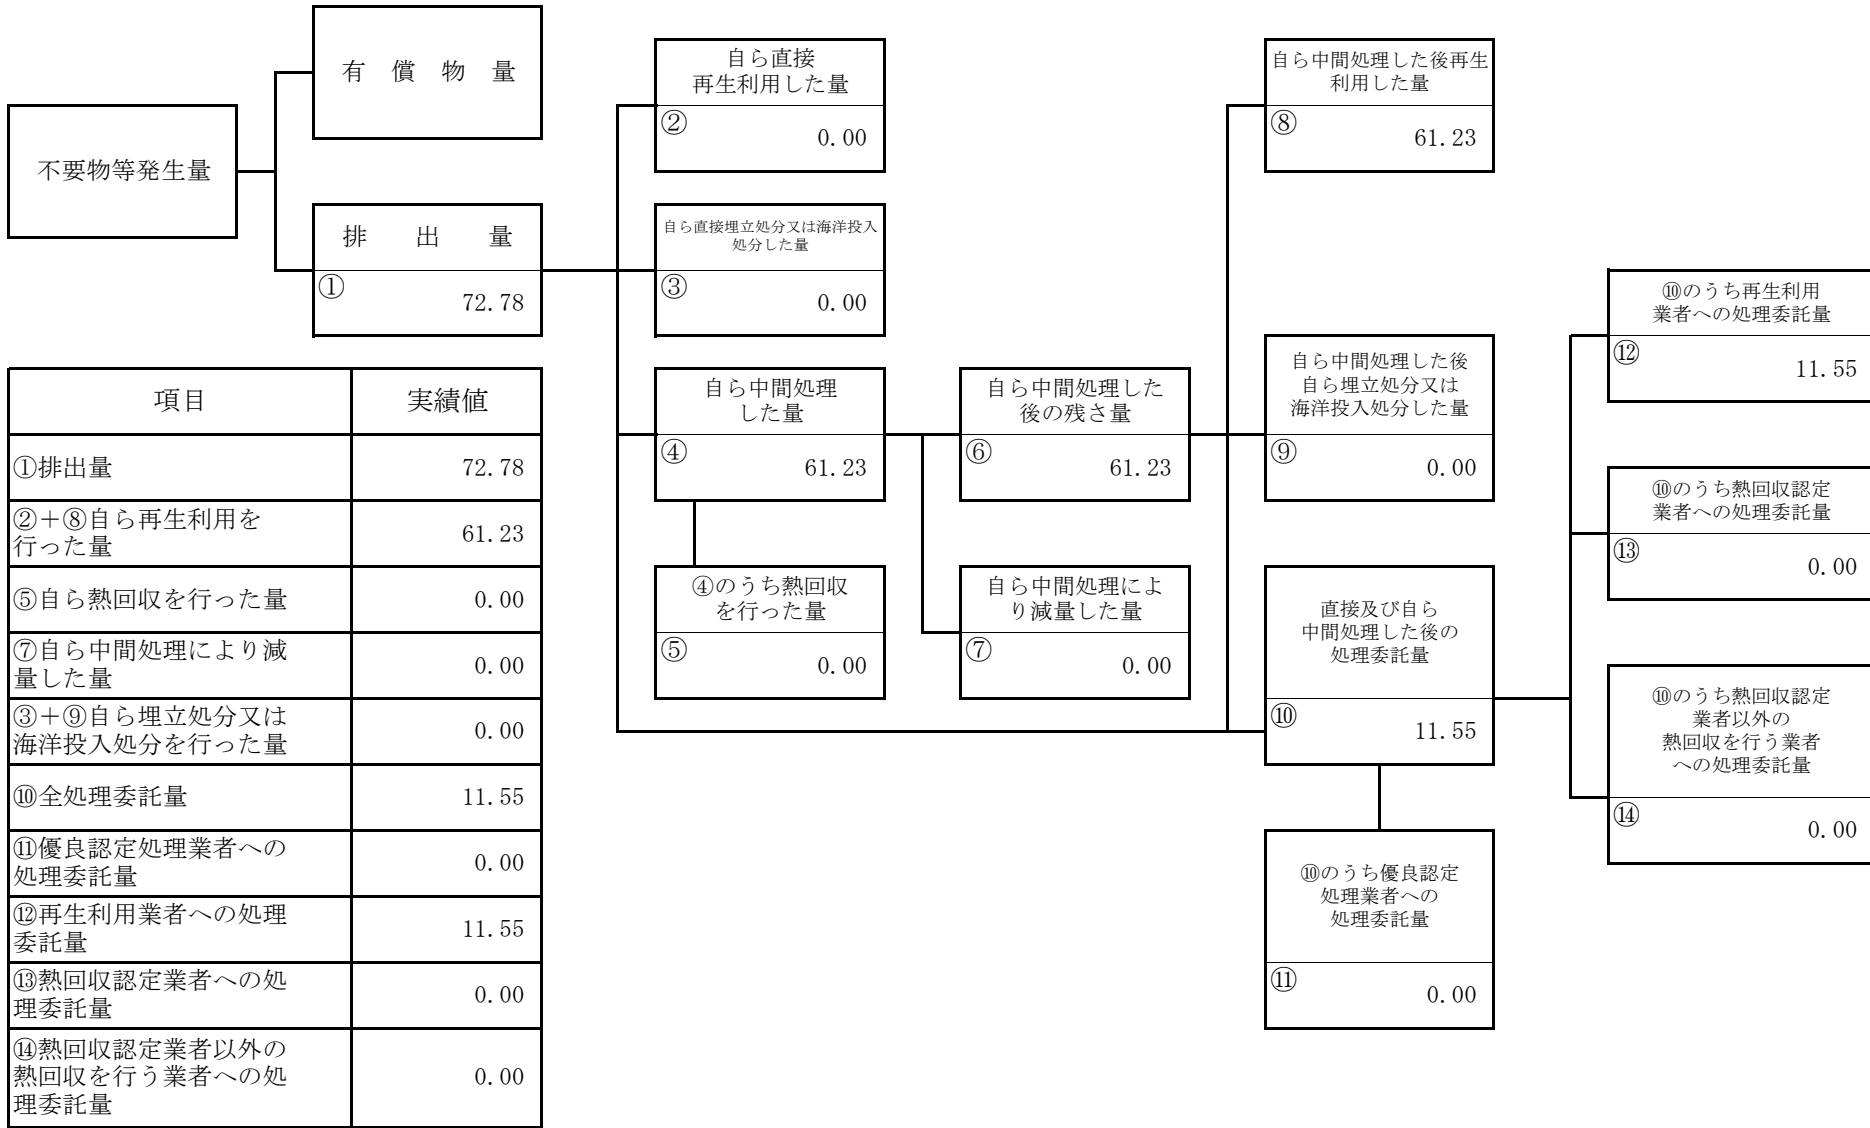 有　償　物　量
不要物等発生量
排　出　量
①
72.78
自ら直接
再生利用した量
②
0.00
自ら直接埋立処分又は海洋投入
処分した量
③
0.00
自ら中間処理
した量
④
61.23
④のうち熱回収
を行った量
⑤
0.00
自ら中間処理した
後の残さ量
⑥
61.23
自ら中間処理によ
り減量した量
⑦
0.00
自ら中間処理した後再生
利用した量
⑧
61.23
自ら中間処理した後
自ら埋立処分又は
海洋投入処分した量
⑨
0.00
直接及び自ら
中間処理した後の
処理委託量
⑩
11.55
⑩のうち優良認定
処理業者への
処理委託量
⑪
0.00
⑩のうち再生利用
業者への処理委託量
⑫
11.55
⑩のうち熱回収認定
業者への処理委託量
⑬
0.00
⑩のうち熱回収認定
業者以外の
熱回収を行う業者
への処理委託量
⑭
0.00
項目 実績値
①排出量 72.78
②＋⑧自ら再生利用を
行った量 61.23
⑤自ら熱回収を行った量 0.00
⑦自ら中間処理により減
量した量 0.00
③＋⑨自ら埋立処分又は
海洋投入処分を行った量 0.00
⑩全処理委託量 11.55
⑪優良認定処理業者への
処理委託量 0.00
⑫再生利用業者への処理
委託量 11.55
⑬熱回収認定業者への処
理委託量 0.00
⑭熱回収認定業者以外の
熱回収を行う業者への処
理委託量 0.00